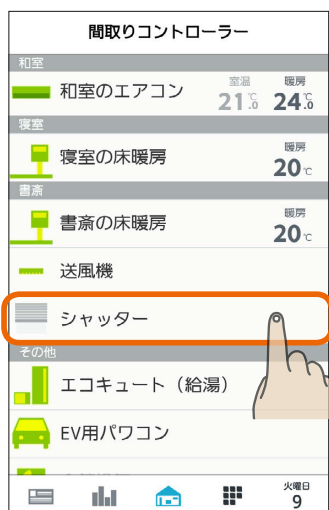 間取りコントローラー
和室
和室のエアコン 室温 21.0℃ 暖房 24.0℃
寝室
寝室の床暖房 暖房 20℃
書斎
書斎の床暖房 暖房 20℃
送風機
シャッター
その他
エコキュート（給湯）
EV用パワコン
火曜日
9